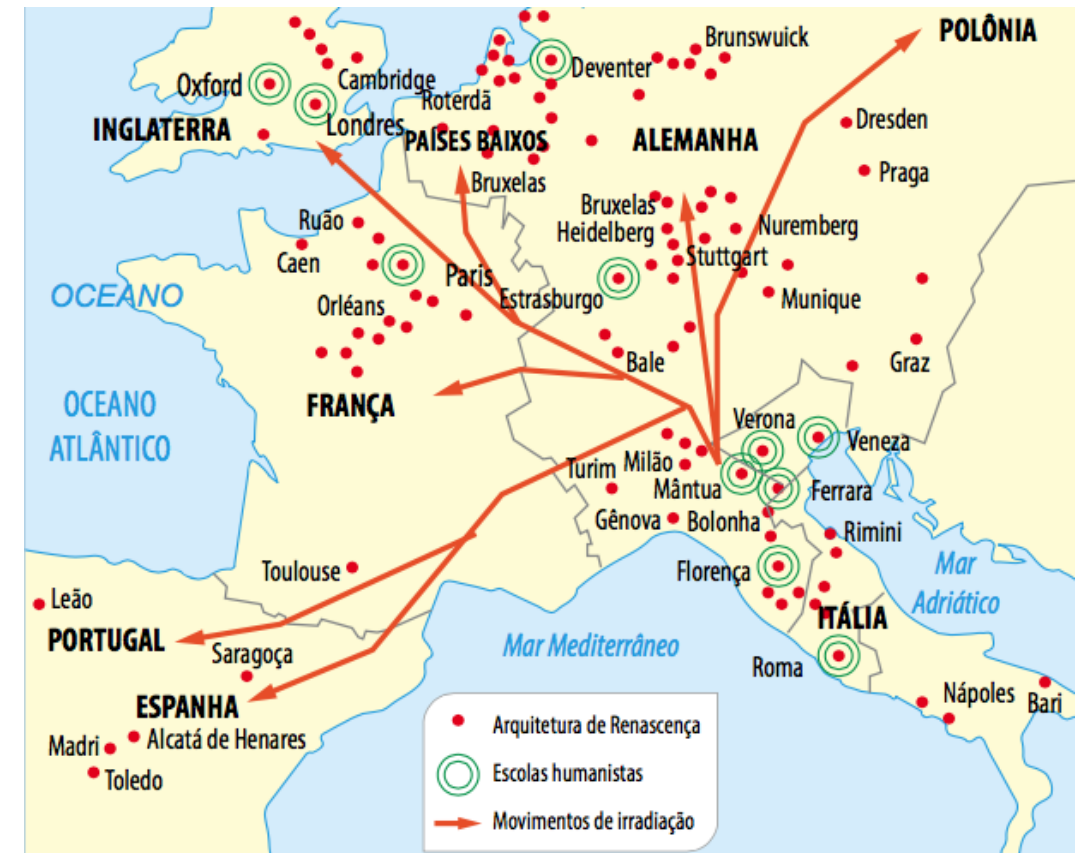 POLÔNIA
Brunswuick
Deventer
Oxford
Cambridge
Roterdã
Londres
INGLATERRA
PAÍSES BAIXOS
ALEMANHA
Dresden
Praga
Bruxelas
Bruxelas
Heidelberg
Nuremberg
Stuttgart
Ruão
Caen
Paris
Estrasburgo
Munique
OCEANO
Orléans
Bale
Graz
FRANÇA
OCEANO
ATLÂNTICO
Verona
Veneza
Turim
Milão
Mântua
Ferrara
Gênova
Bolonha
Rimini
Toulouse
Florença
Mar
Adriático
Leão
PORTUGAL
ITÁLIA
Mar Mediterrâneo
Saragoça
Roma
ESPANHA
Nápoles
Bari
Madri
Alcatá de Henares
Toledo
Arquitetura de Renascença
Escolas humanistas
Movimentos de irradiação